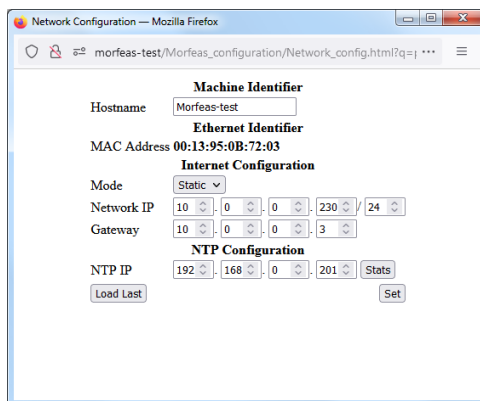 Network Configuration — Mozilla Firefox
morfeas-test/Morfeas_configuration/Network_config.html?q=
Machine Identifier
Hostname Morfeas-test
Ethernet Identifier
MAC Address 00:13:95:0B:72:03
Internet Configuration
Mode Static
Network IP 10 . 0 . 0 . 230 / 24
Gateway 10 . 0 . 0 . 3
NTP Configuration
NTP IP 192 . 168 . 0 . 201 Stats
Load Last Set